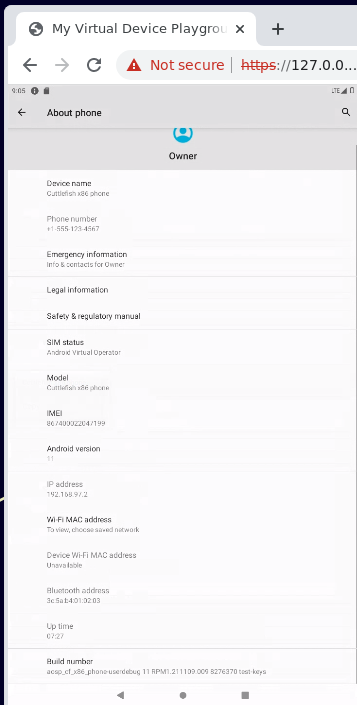 My Virtual Device Playgrou
Not secure https://127.0.0...
9:05 LTE
About phone
Owner
Device name
Cuttlefish x86 phone
Phone number
+1-555-123-4567
Emergency information
Info & contacts for Owner
Legal information
Safety & regulatory manual
SIM status
Android Virtual Operator
Model
Cuttlefish x86 phone
IMEI
867400022047199
Android version
11
IP address
192.168.97.2
Wi-Fi MAC address
To view, choose saved network
Device Wi-Fi MAC address
Unavailable
Bluetooth address
3c:5a:b4:01:02:03
Up time
07:27
Build number
aosp_cf_x86_phone-userdebug 11 RPM1.211109.009 8276370 test-keys